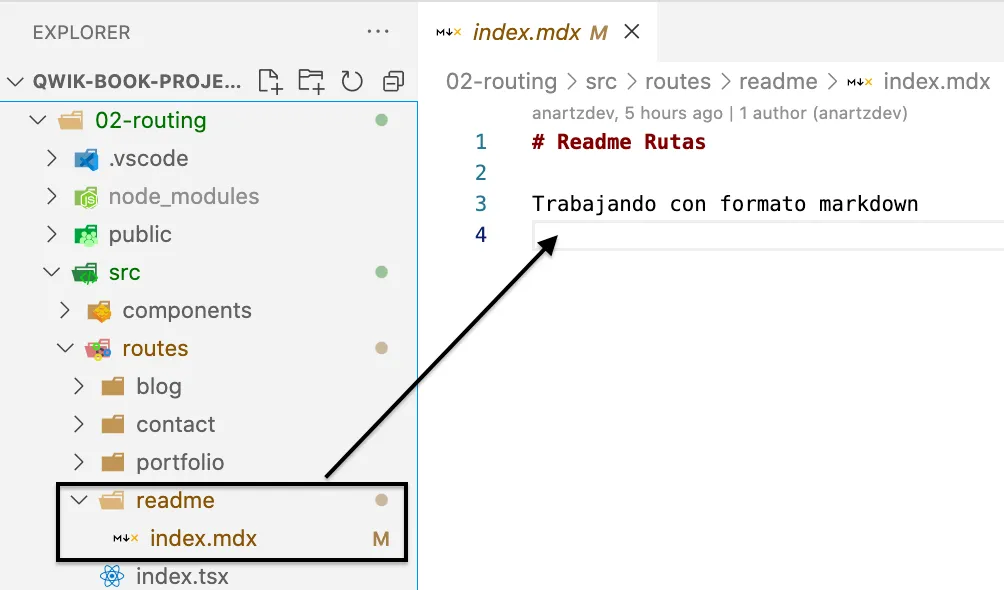 EXPLORER
QWIK-BOOK-PROJE...
02-routing
.vscode
node_modules
public
src
components
routes
blog
contact
portfolio
readme
index.mdx M
index.tsx
index.mdx M
02-routing > src > routes > readme > index.mdx
anartzdev, 5 hours ago | 1 author (anartzdev)
1 # Readme Rutas
2
3 Trabajando con formato markdown
4